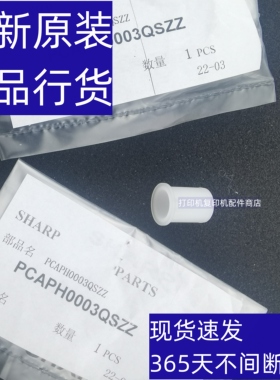 新原装
品行货
003QSZZ
数量
1 PCS
22-03
SHARP
PARTS
部品名
PCAPH0003QSZZ
PCAPH0003QSZZ
数量
1 PCS
打印机复印机配件商店
现货速发
365天不间断